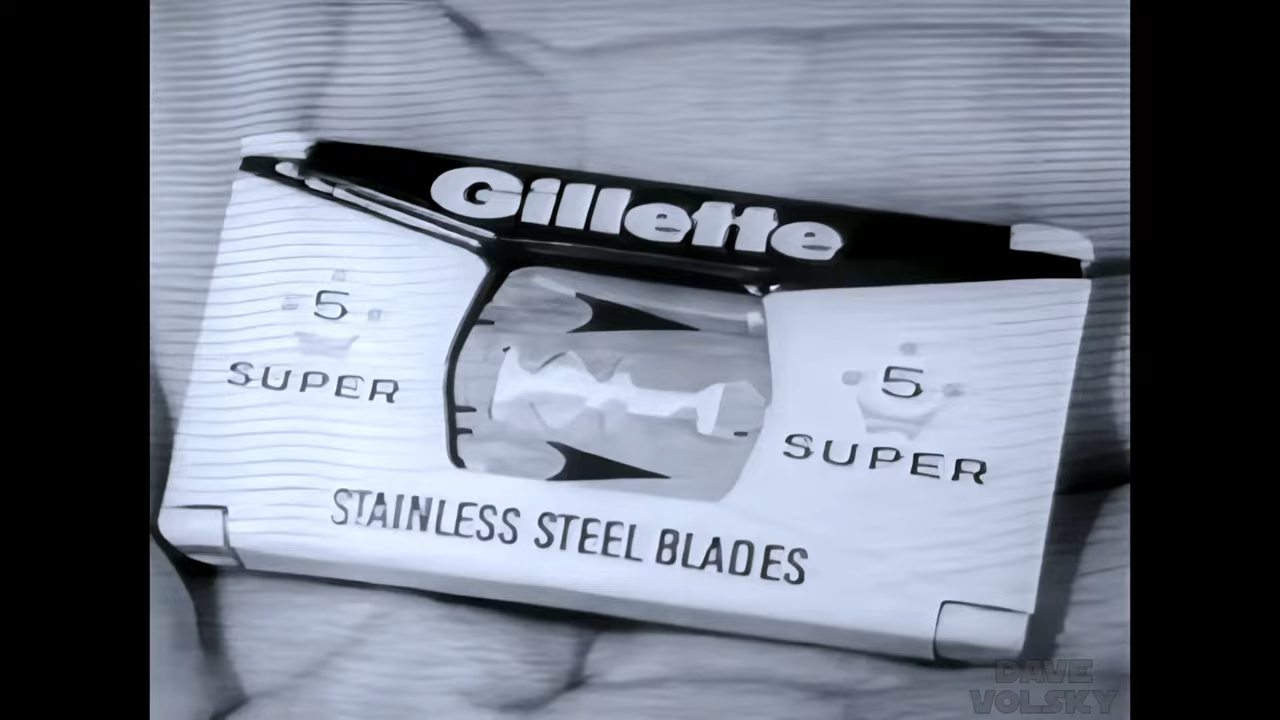 Gillette
5
SUPER
5
SUPER
STAINLESS STEEL BLADES
DAVE
VOLSKY